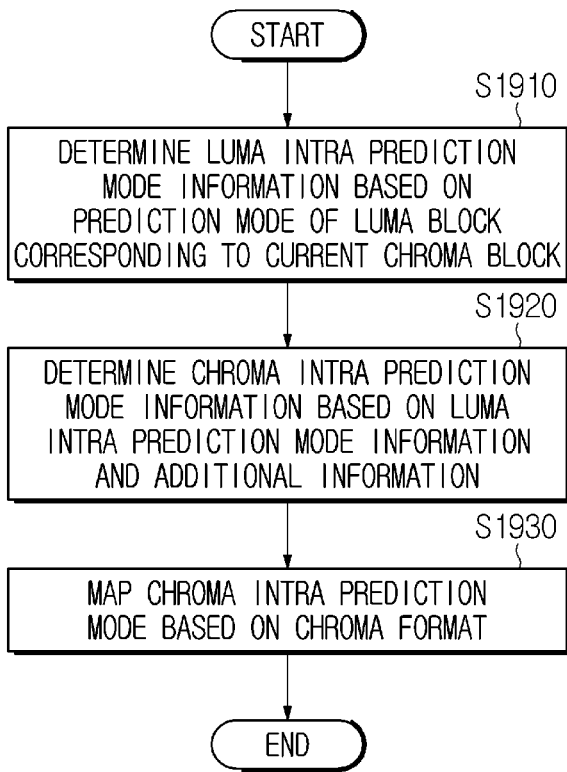 START
S1910
DETERMINE LUMA INTRA PREDICTION
MODE INFORMATION BASED ON
PREDICTION MODE OF LUMA BLOCK
CORRESPONDING TO CURRENT CHROMA BLOCK
S1920
DETERMINE CHROMA INTRA PREDICTION
MODE INFORMATION BASED ON LUMA
INTRA PREDICTION MODE INFORMATION
AND ADDITIONAL INFORMATION
S1930
MAP CHROMA INTRA PREDICTION
MODE BASED ON CHROMA FORMAT
END